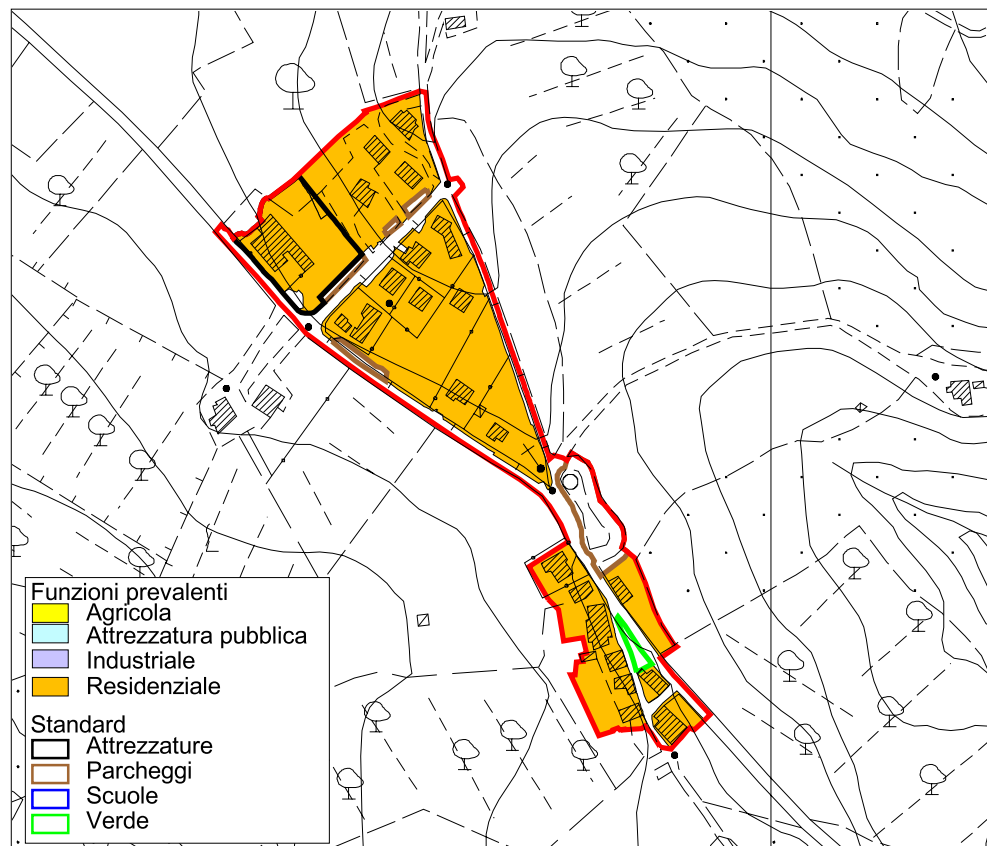 Funzioni prevalenti
Agricola
Attrezzatura pubblica
Industriale
Residenziale
Standard
Attrezzature
Parcheggi
Scuole
Verde